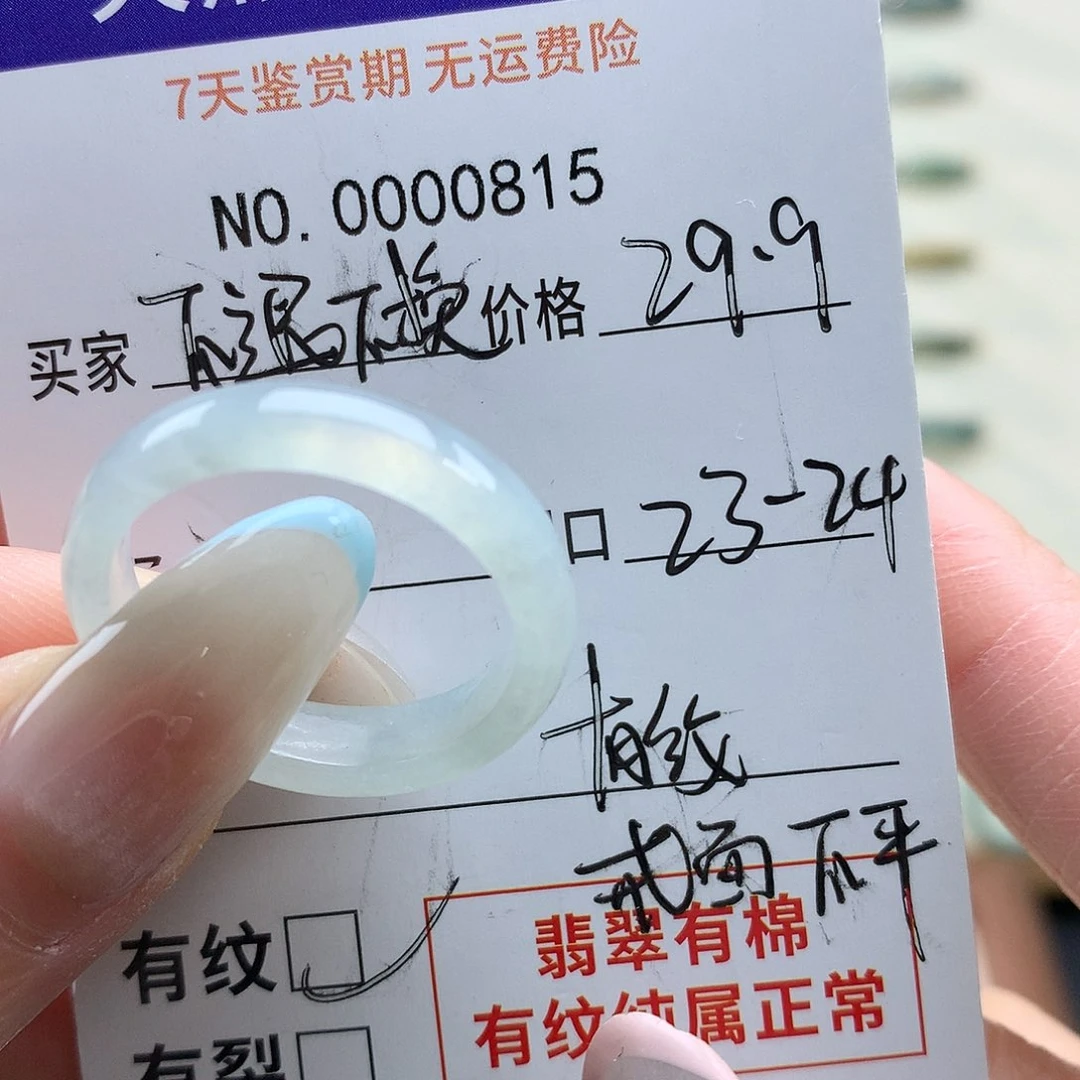 7天鉴赏期 无运费险
NO. 0000815
买家 不退不换 价格 29.9
口 23-24
有纹
戒面不平
有纹
翡翠有棉
有纹纯属正常
有裂